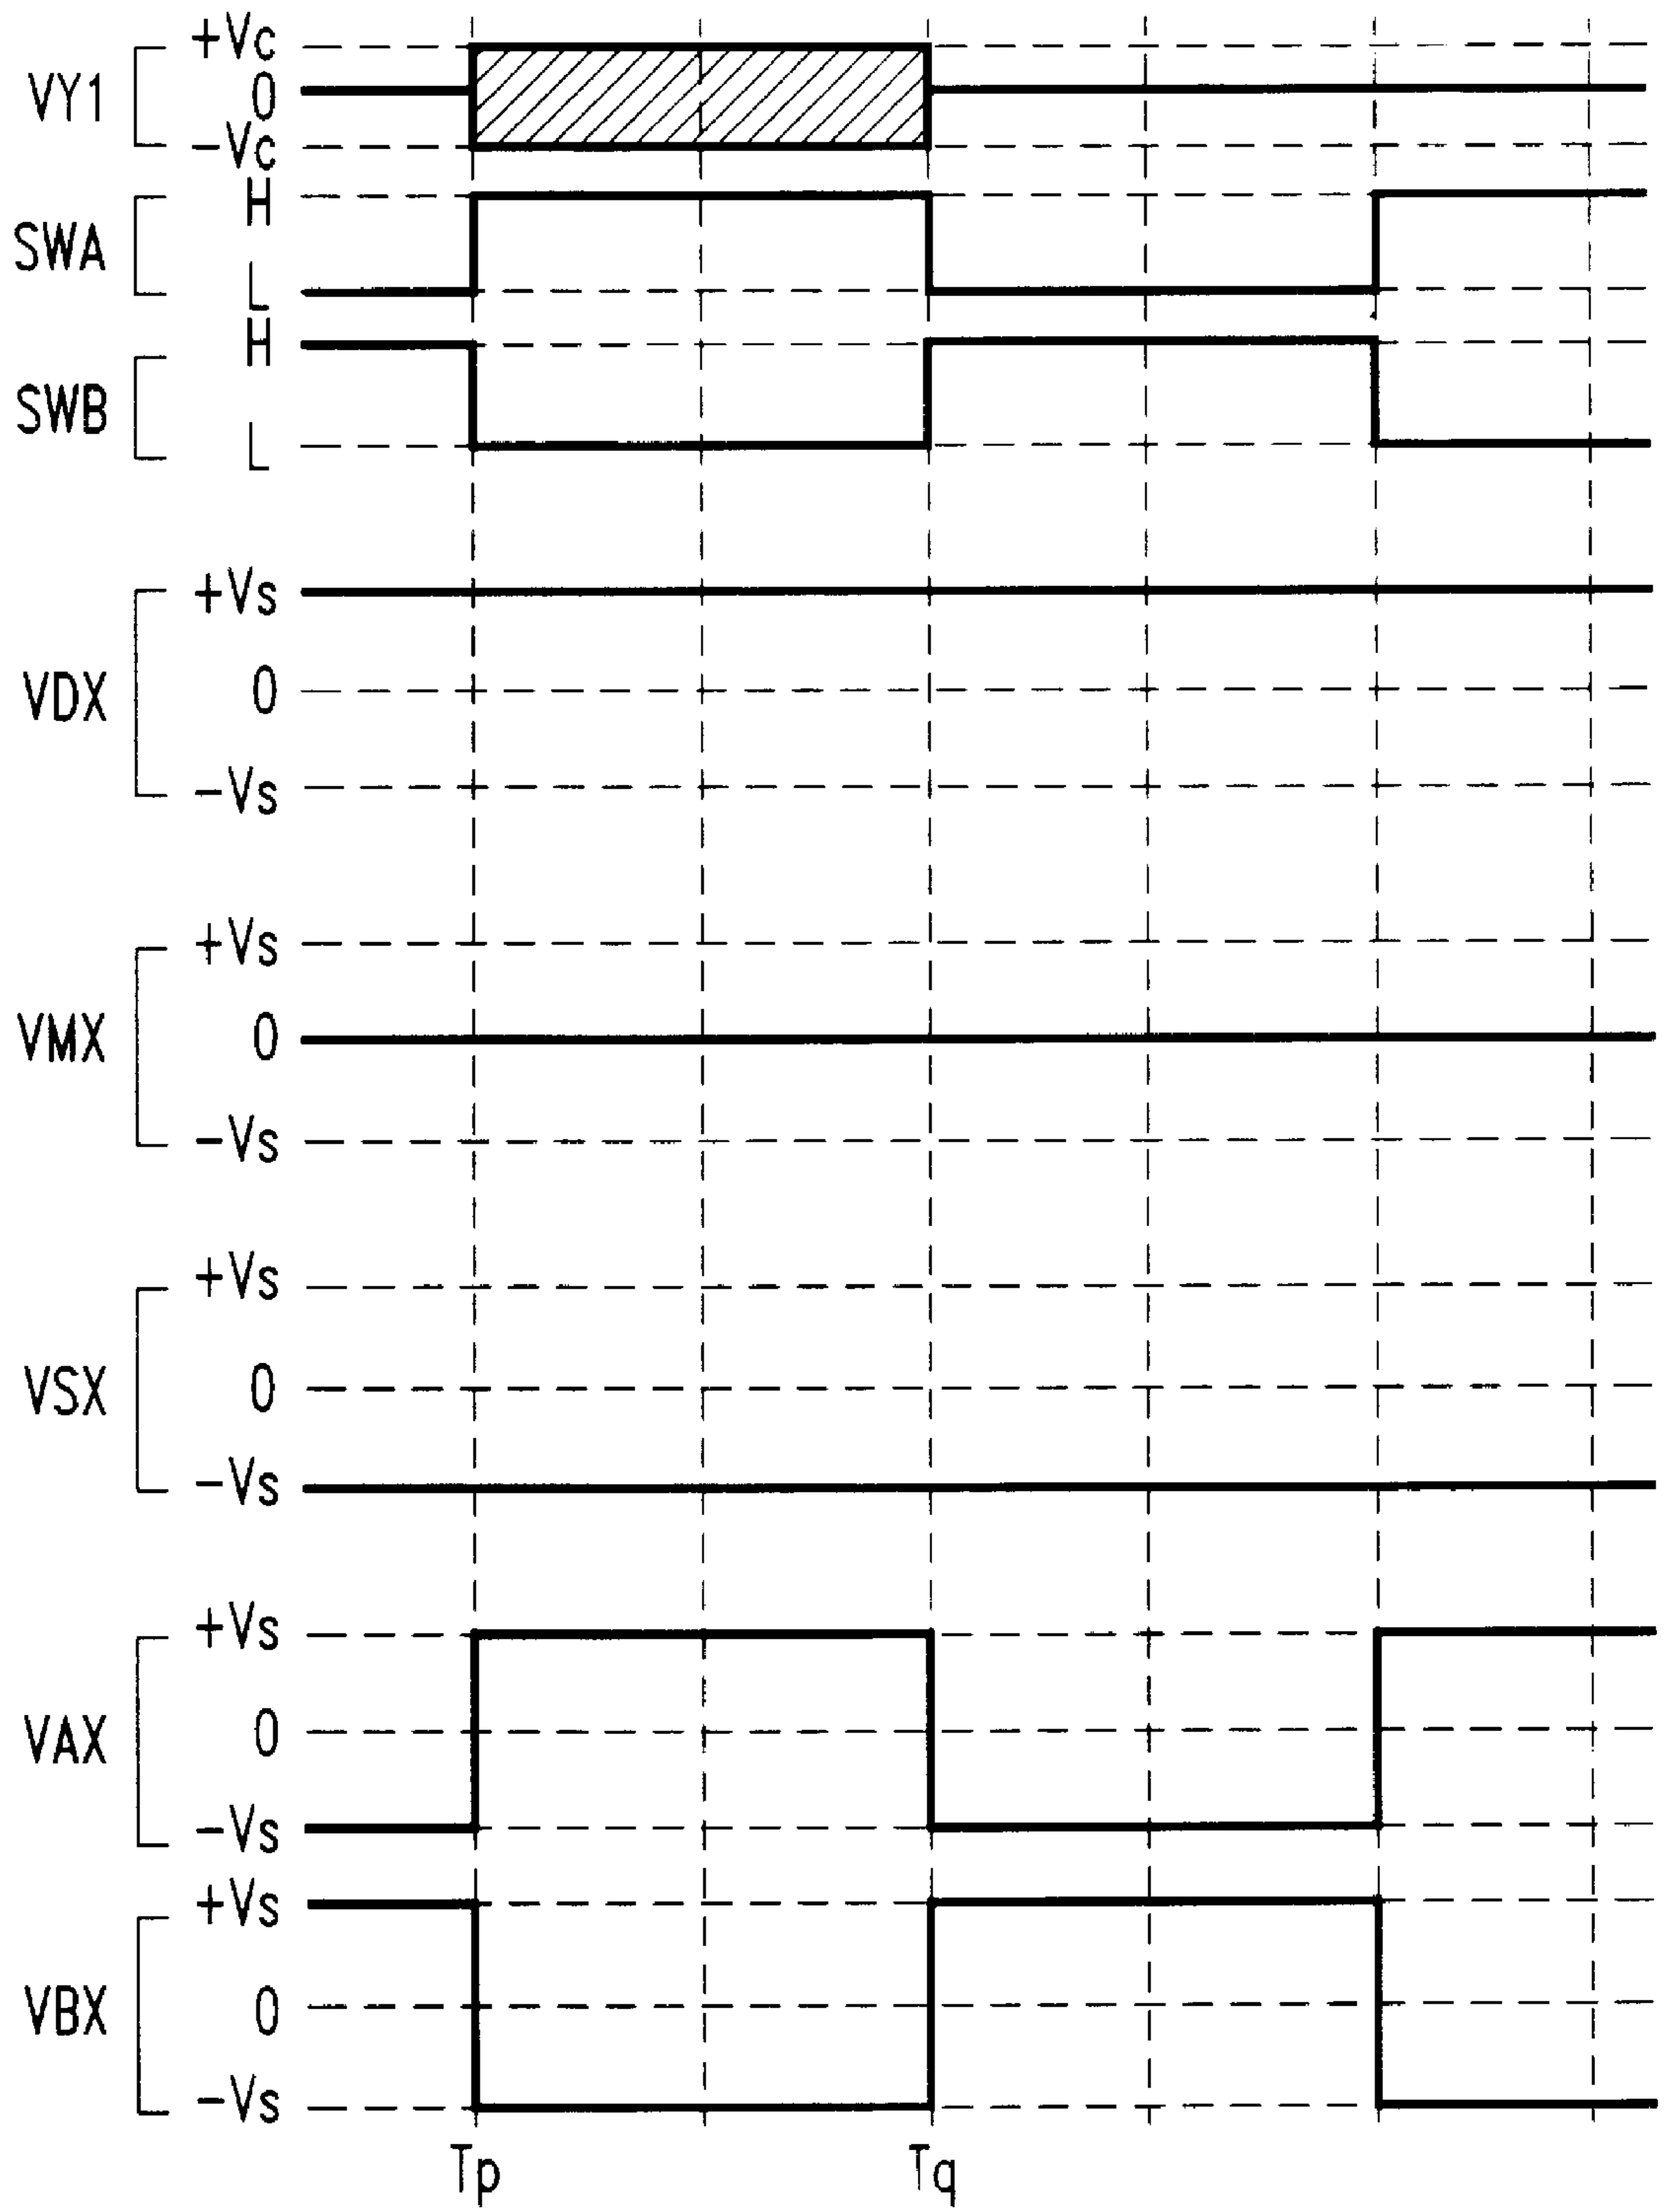 +Vc
VY1 0
-Vc
H
SWA
L
H
SWB
L
+Vs
VDX 0
-Vs
+Vs
VMX 0
-Vs
+Vs
VSX 0
-Vs
+Vs
VAX 0
-Vs
+Vs
VBX 0
-Vs
Tp Tq